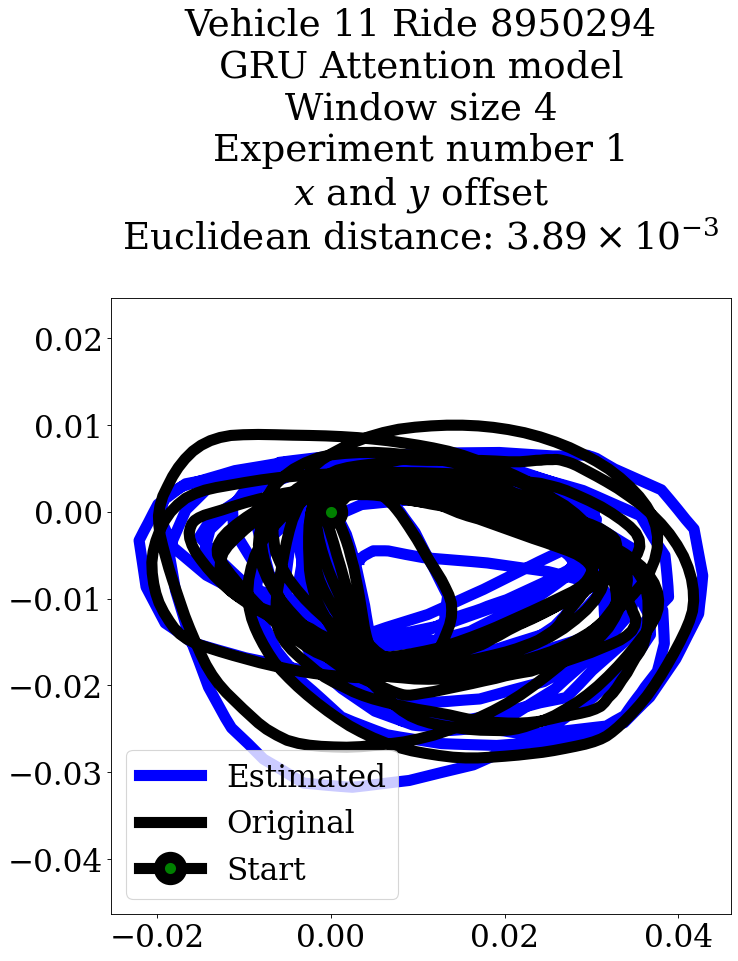 Vehicle 11 Ride 8950294
GRU Attention model
Window size 4
Experiment number 1
x and y offset
Euclidean distance: 3.89 × 10⁻³
0.02
0.01
0.00
−0.01
−0.02
−0.03
−0.04
Estimated
Original
Start
−0.02 0.00 0.02 0.04